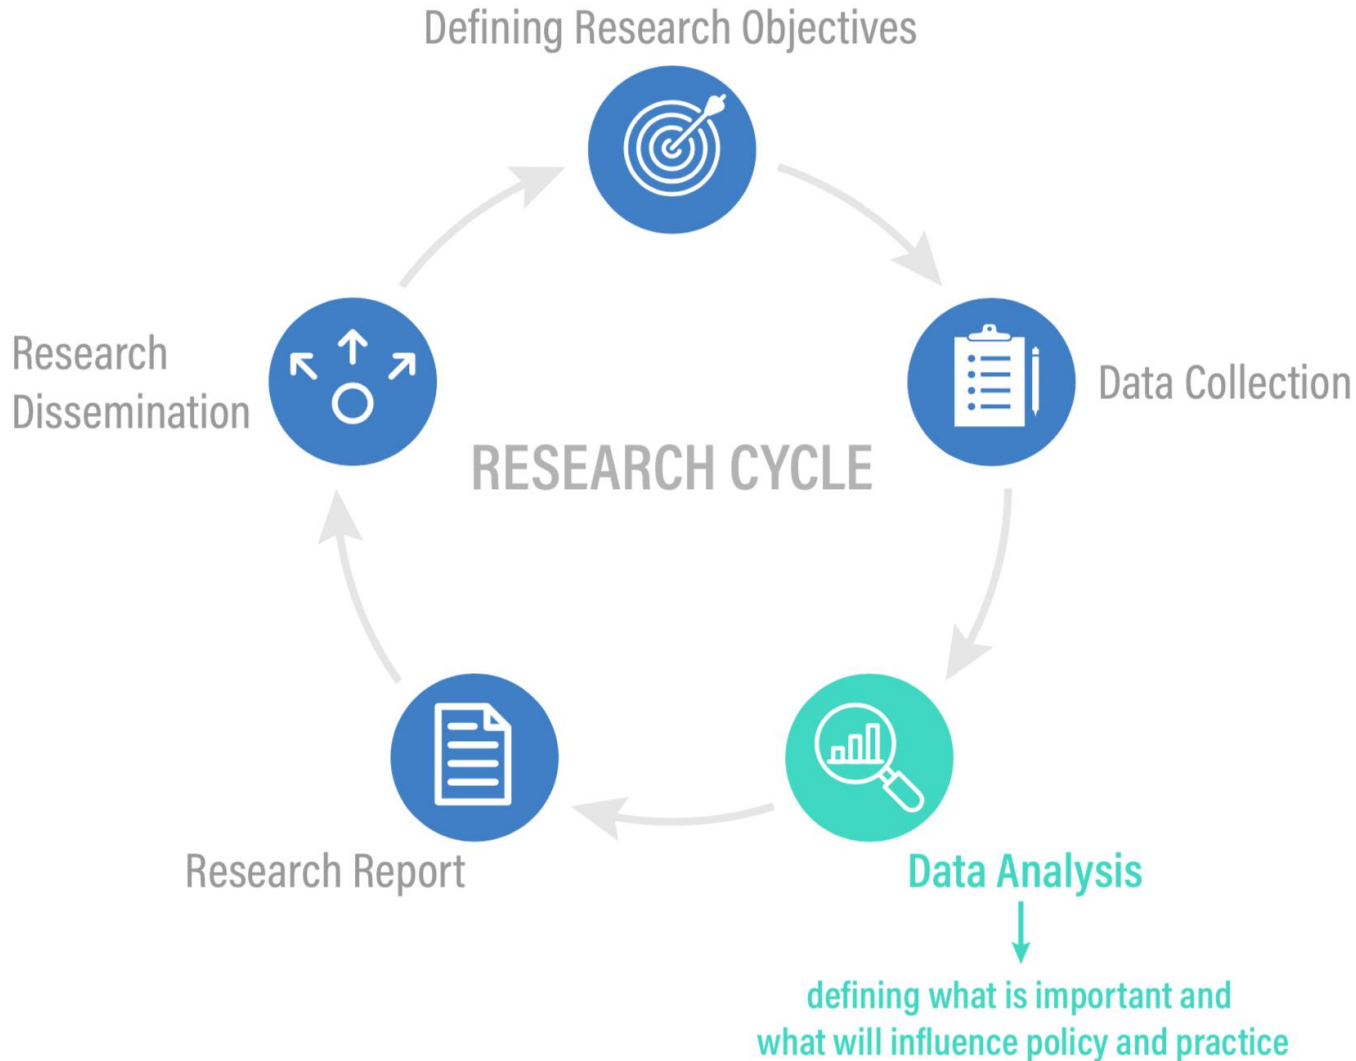 Defining Research Objectives
Research
Dissemination
Data Collection
RESEARCH CYCLE
Research Report
Data Analysis
defining what is important and
what will influence policy and practice